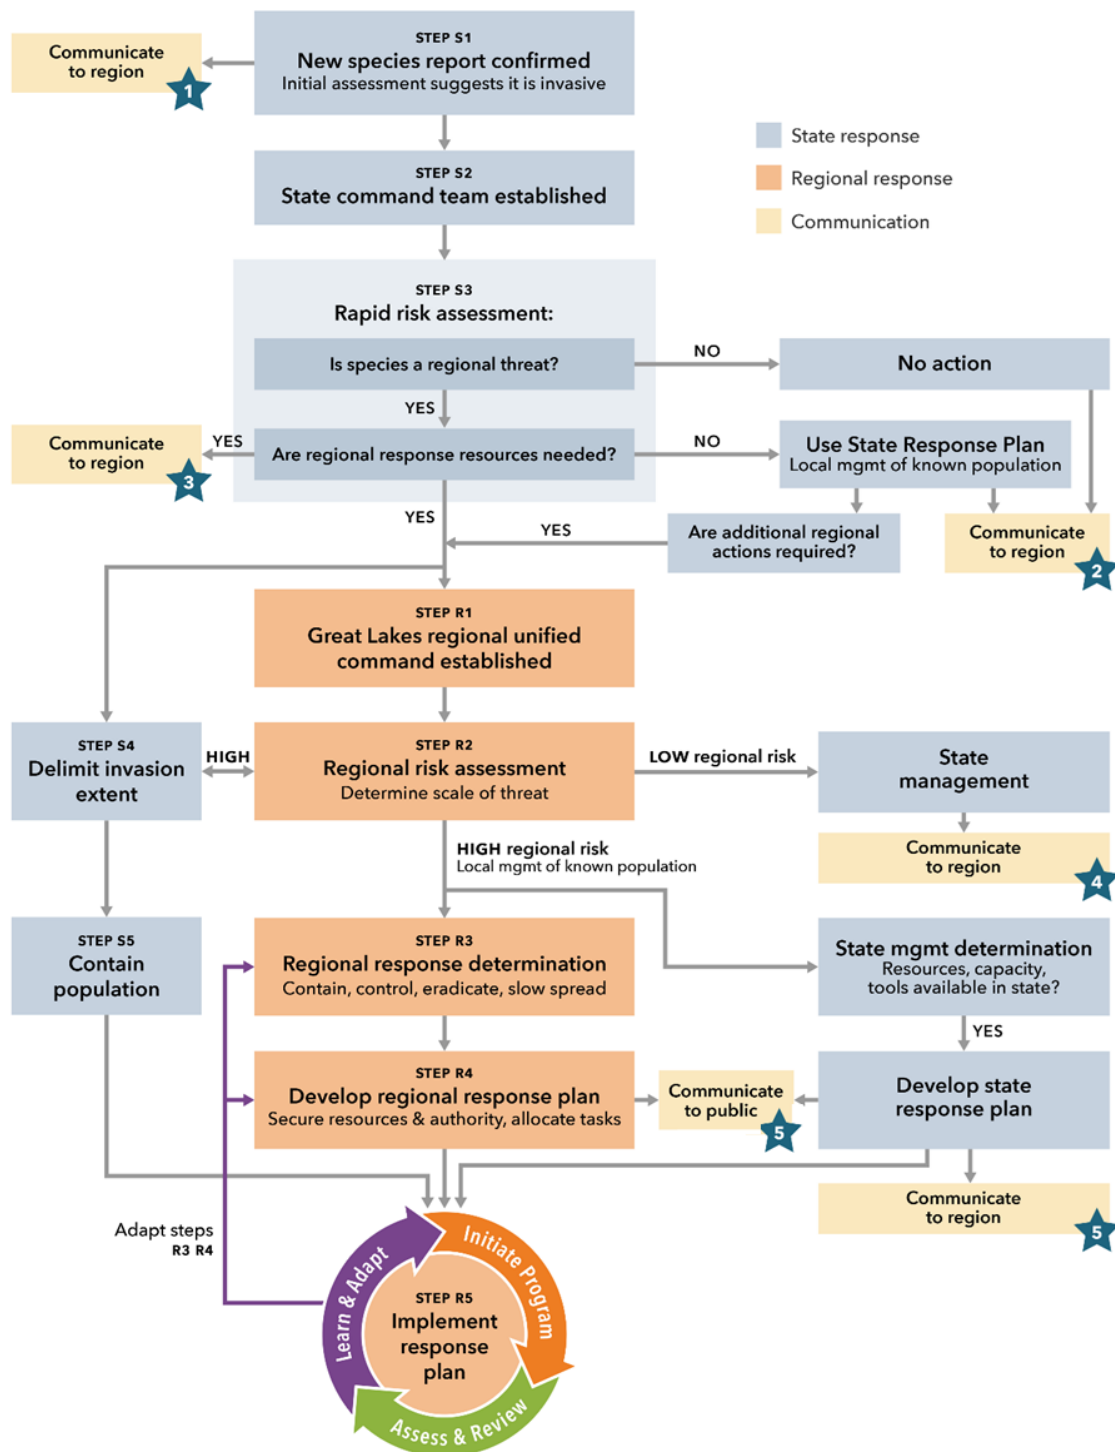 STEP S1
New species report confirmed
Initial assessment suggests it is invasive
Communicate
to region
1
State response
Regional response
Communication
STEP S2
State command team established
STEP S3
Rapid risk assessment:
Is species a regional threat?
NO
No action
YES
Communicate
to region
3
YES
Are regional response resources needed?
NO
Use State Response Plan
Local mgmt of known population
YES
YES
Are additional regional
actions required?
Communicate
to region
2
STEP R1
Great Lakes regional unified
command established
STEP S4
Delimit invasion
extent
HIGH
STEP R2
Regional risk assessment
Determine scale of threat
LOW regional risk
State
management
HIGH regional risk
Local mgmt of known population
Communicate
to region
4
STEP S5
Contain
population
STEP R3
Regional response determination
Contain, control, eradicate, slow spread
State mgmt determination
Resources, capacity,
tools available in state?
YES
STEP R4
Develop regional response plan
Secure resources & authority, allocate tasks
Communicate
to public
5
Develop state
response plan
Communicate
to region
5
Adapt steps
R3 R4
Learn & Adapt
Initiate Program
STEP R5
Implement
response
plan
Assess & Review